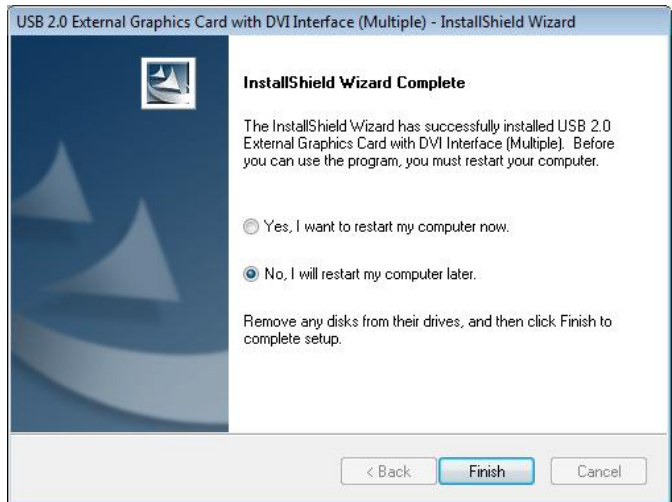 USB 2.0 External Graphics Card with DVI Interface (Multiple) - InstallShield Wizard
InstallShield Wizard Complete
The InstallShield Wizard has successfully installed USB 2.0
External Graphics Card with DVI Interface (Multiple). Before
you can use the program, you must restart your computer.
Yes, I want to restart my computer now.
No, I will restart my computer later.
Remove any disks from their drives, and then click Finish to
complete setup.
< Back Finish Cancel